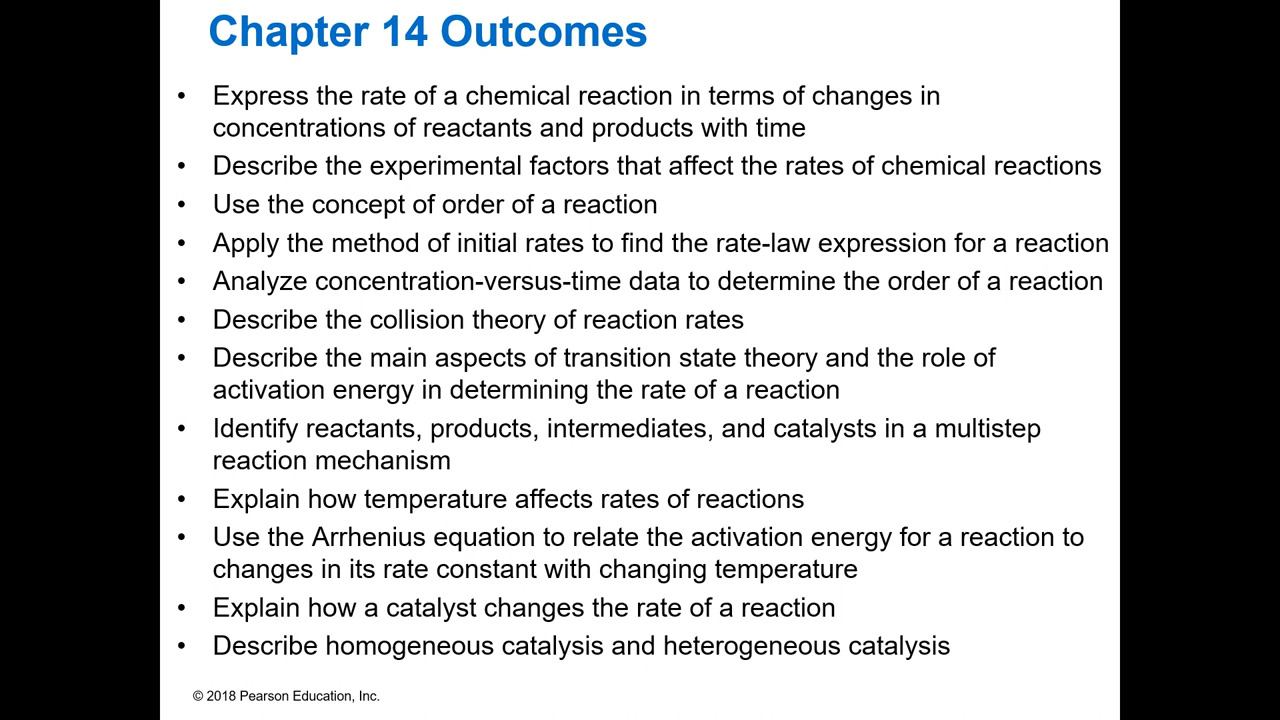 Chapter 14 Outcomes
• Express the rate of a chemical reaction in terms of changes in
concentrations of reactants and products with time
• Describe the experimental factors that affect the rates of chemical reactions
• Use the concept of order of a reaction
• Apply the method of initial rates to find the rate-law expression for a reaction
• Analyze concentration-versus-time data to determine the order of a reaction
• Describe the collision theory of reaction rates
• Describe the main aspects of transition state theory and the role of
activation energy in determining the rate of a reaction
• Identify reactants, products, intermediates, and catalysts in a multistep
reaction mechanism
• Explain how temperature affects rates of reactions
• Use the Arrhenius equation to relate the activation energy for a reaction to
changes in its rate constant with changing temperature
• Explain how a catalyst changes the rate of a reaction
• Describe homogeneous catalysis and heterogeneous catalysis
© 2018 Pearson Education, Inc.